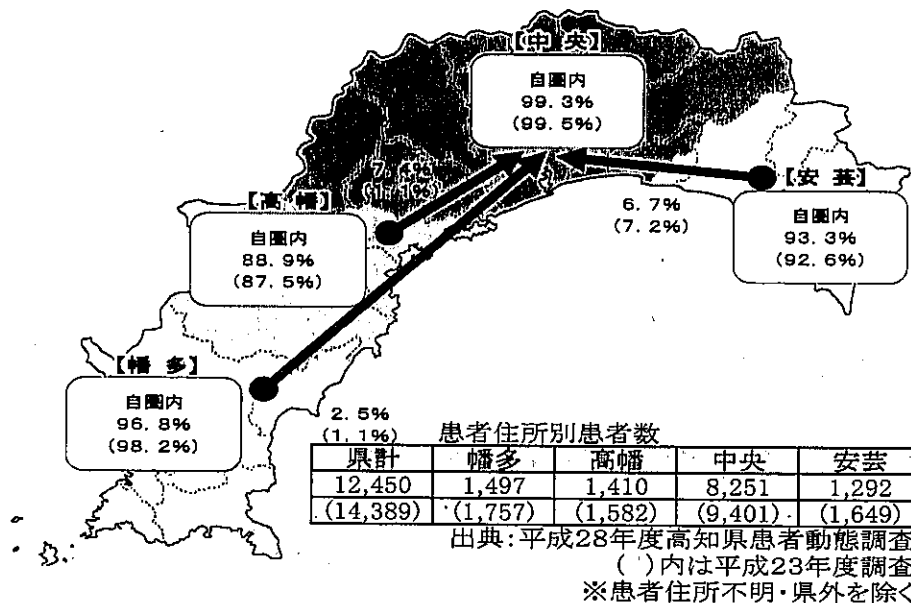 【中 央】
自圏内
99.3%
(99.5%)
7.4%
(1.1%)
【高 幡】
自圏内
88.9%
(87.5%)
6.7%
(7.2%)
【安 芸】
自圏内
93.3%
(92.6%)
【幡 多】
自圏内
96.8%
(98.2%)
2.5%
(1.1%)
患者住所別患者数
県計 幡多 高幡 中央 安芸
12,450 1,497 1,410 8,251 1,292
(14,389) (1,757) (1,582) (9,401) (1,649)
出典:平成28年度高知県患者動態調査
( )内は平成23年度調査
※患者住所不明・県外を除く